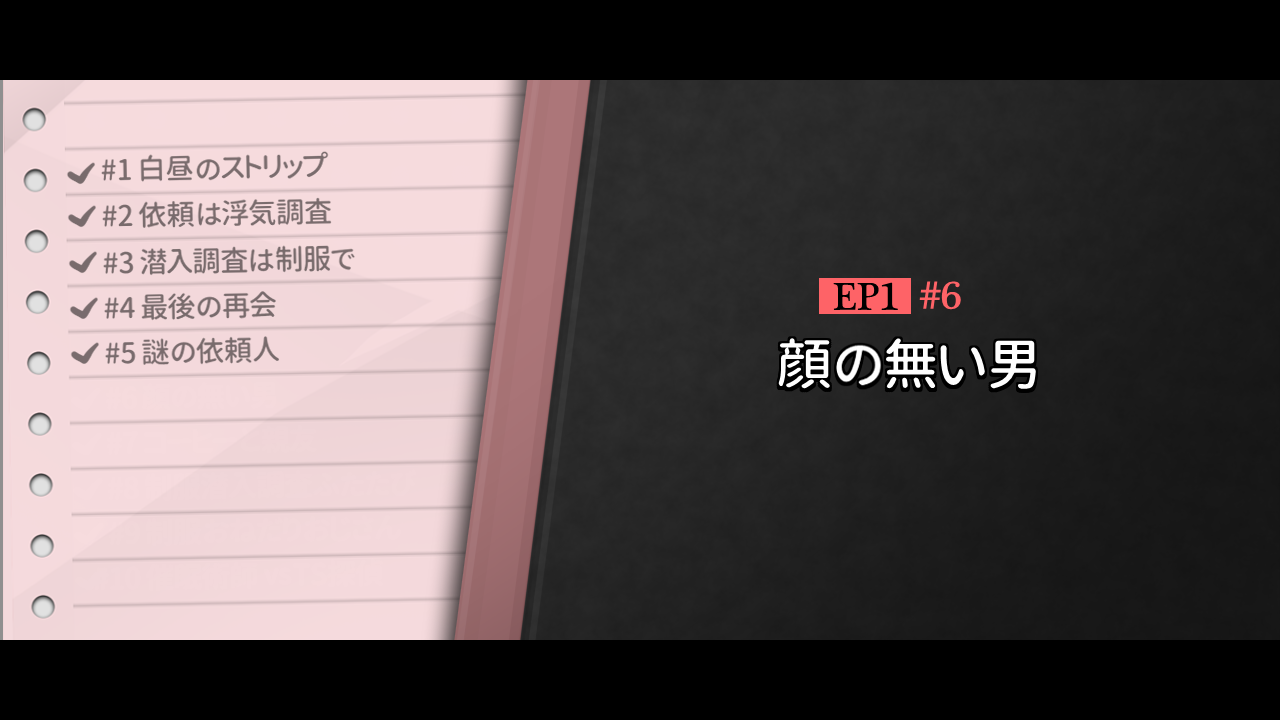 #1 白昼のストリップ
#2 依頼は浮気調査
#3 潜入調査は制服で
#4 最後の再会
#5 謎の依頼人
EP1 #6
顔の無い男